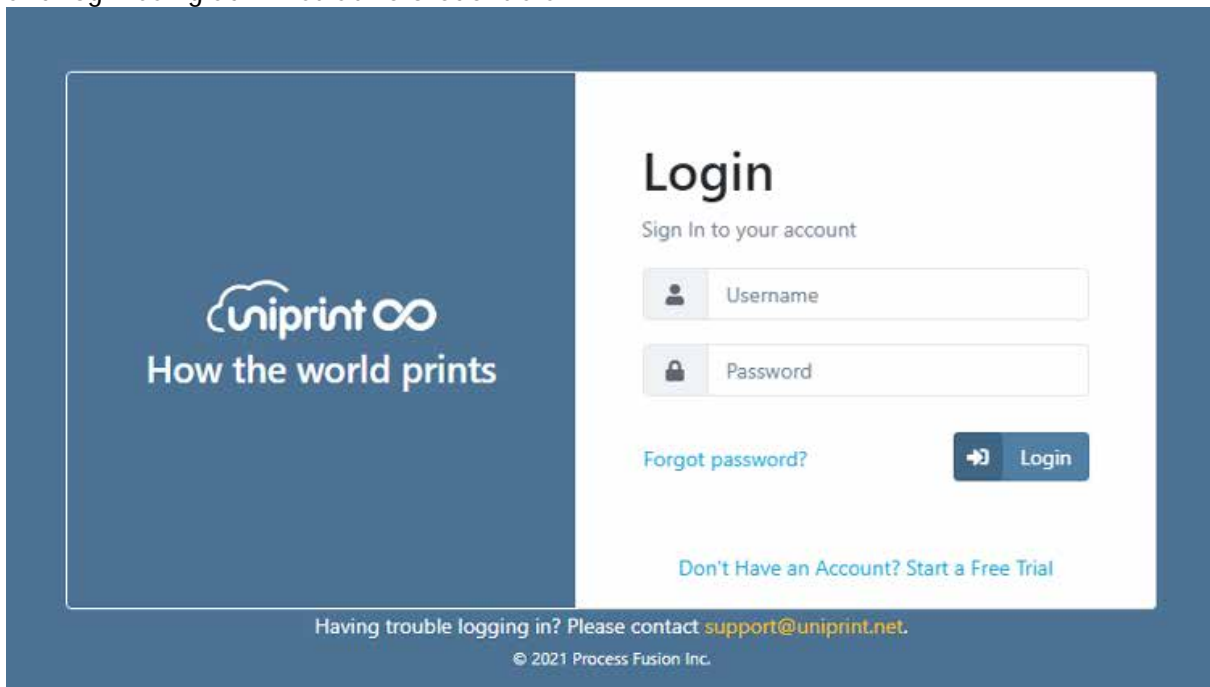 uniprint
How the world prints
Login
Sign In to your account
Username
Password
Forgot password?
Login
Don't Have an Account? Start a Free Trial
Having trouble logging in? Please contact support@uniprint.net.
© 2021 Process Fusion Inc.